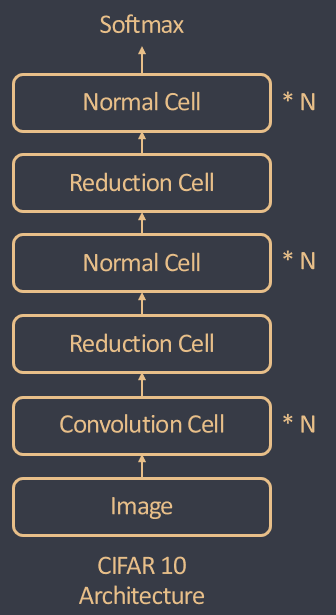 Softmax
Normal Cell * N
Reduction Cell
Normal Cell * N
Reduction Cell
Convolution Cell * N
Image
CIFAR 10
Architecture